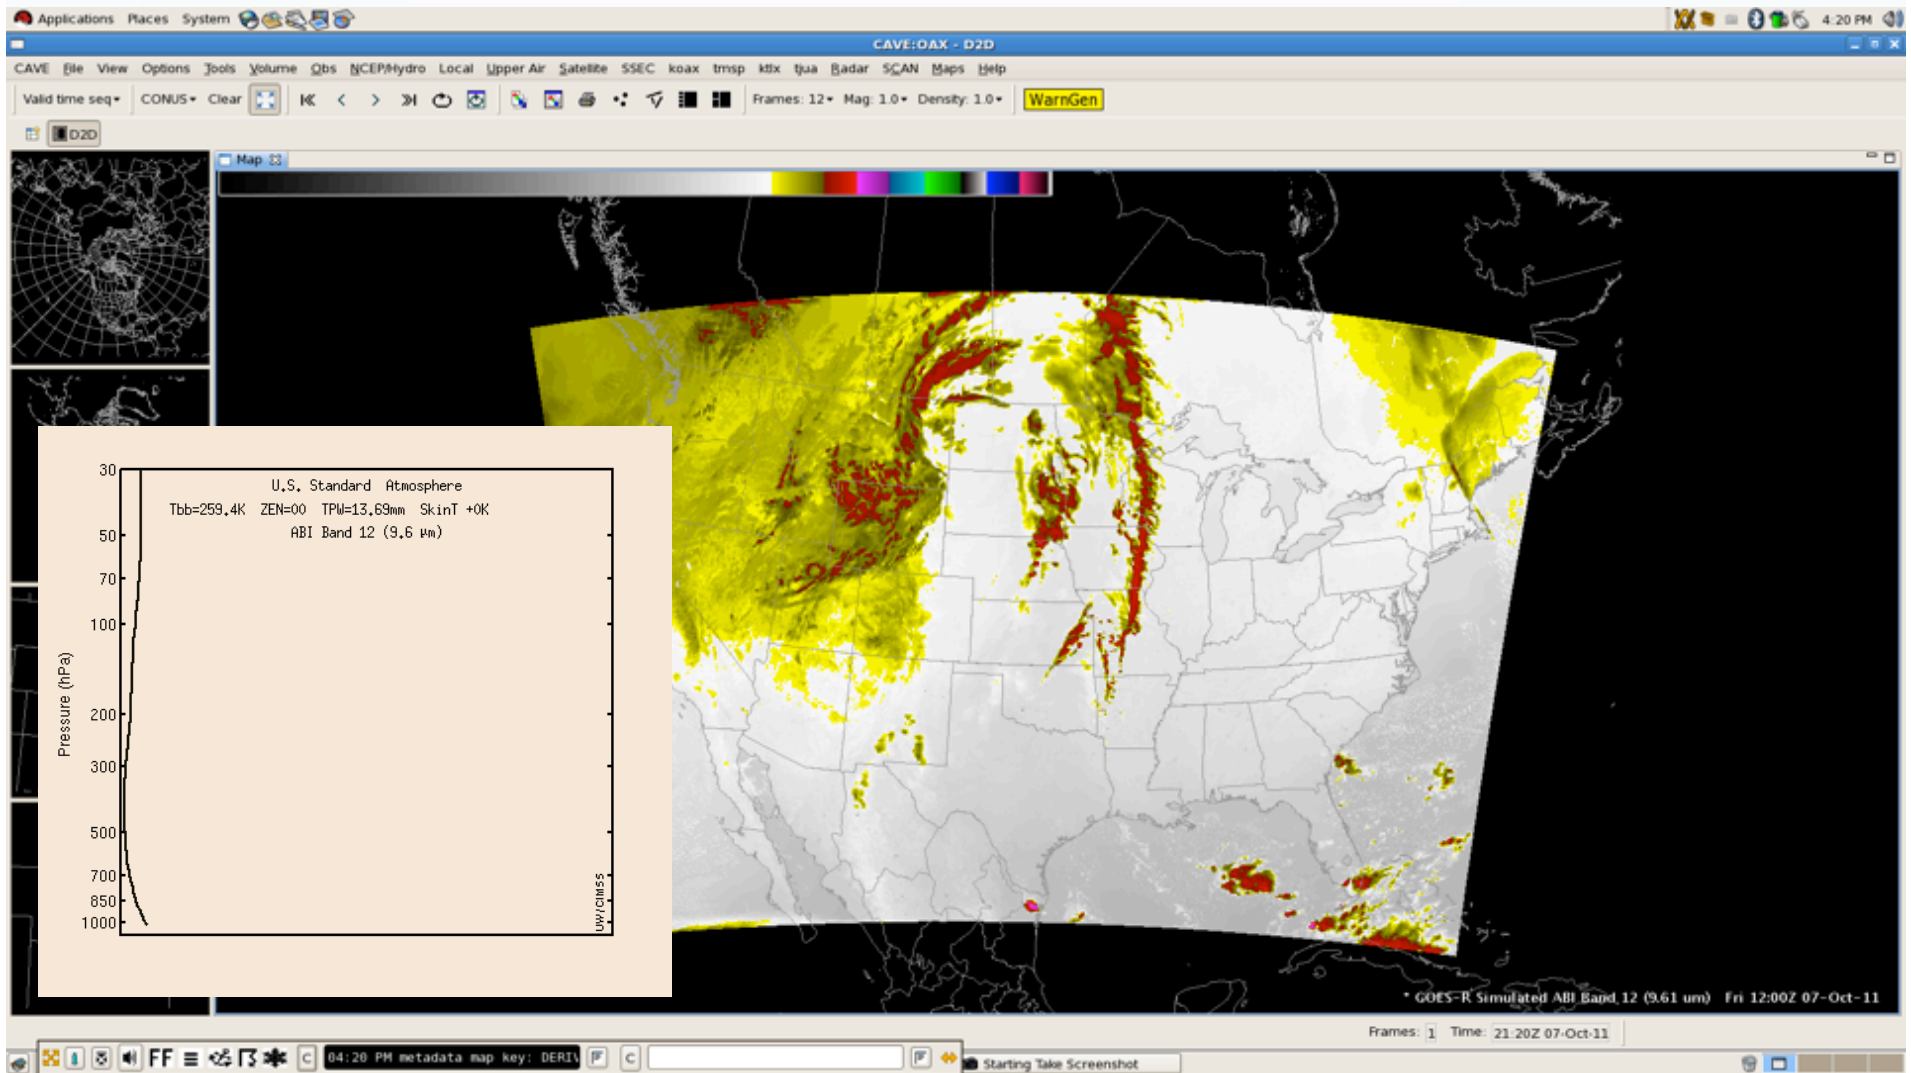 Applications Places System 4:20 PM
CAVE:OAX - D2D
CAVE File View Options Tools Volume Obs NCEP/Hydro Local Upper Air Satellite SSEC koax tmsp ktlx tjua Radar SCAN Maps Help
Valid time seq CONUS Clear Frames: 12 Mag: 1.0 Density: 1.0 WarnGen
D2D
Map
30
50
70
100
200
300
500
700
850
1000
Pressure (hPa)
U.S. Standard Atmosphere
Tbb=259.4K ZEN=00 TPW=13.69mm SkinT +0K
ABI Band 12 (9.6 µm)
UW/CIMSS
* GOES-R Simulated ABI Band 12 (9.61 um) Fri 12:00Z 07-Oct-11
Frames: 1 Time: 21:20Z 07-Oct-11
FF C 04:20 PM metadata map key: DERIV F C F Starting Take Screenshot